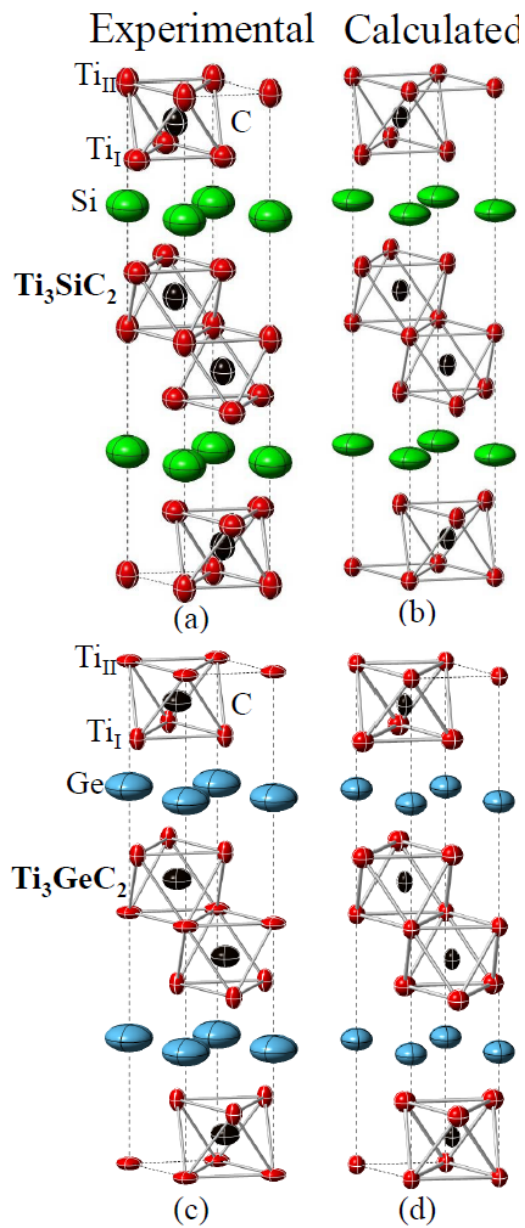 Experimental Calculated
Ti_II
C
Ti_I
Si
Ti₃SiC₂
(a) (b)
Ti_II
C
Ti_I
Ge
Ti₃GeC₂
(c) (d)